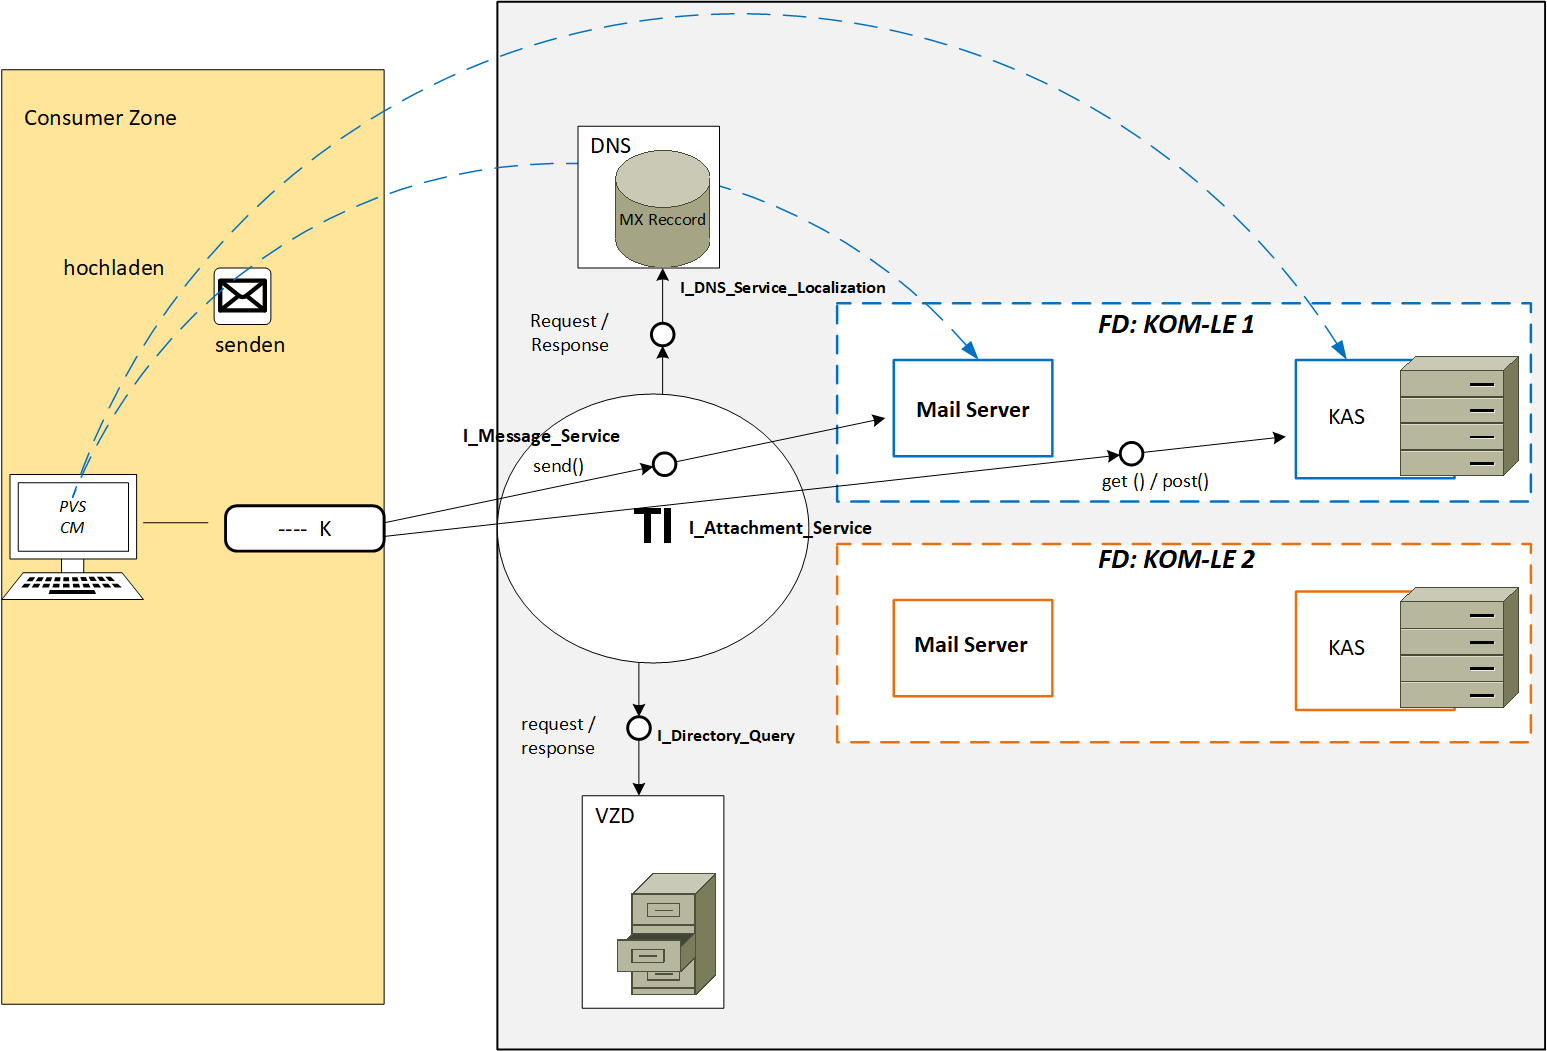 Consumer Zone
DNS
MX Reccord
hochladen
senden
I_DNS_Service_Localization
Request /
Response
FD: KOM-LE 1
Mail Server
KAS
I_Message_Service
send()
get () / post()
PVS
CM
---- K
TI
I_Attachment_Service
FD: KOM-LE 2
Mail Server
KAS
request /
response
I_Directory_Query
VZD